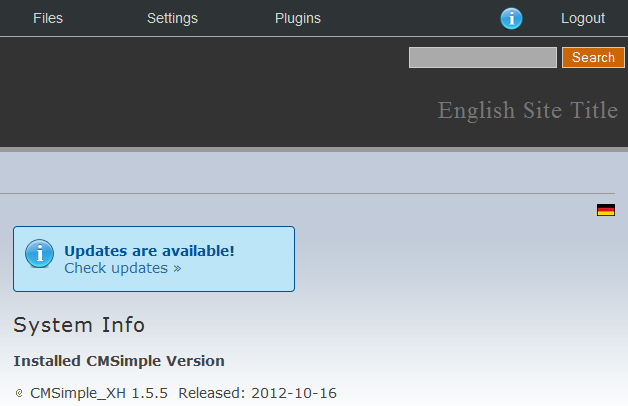 Files Settings Plugins Logout
Search
English Site Title
Updates are available!
Check updates »
System Info
Installed CMSimple Version
CMSimple_XH 1.5.5 Released: 2012-10-16